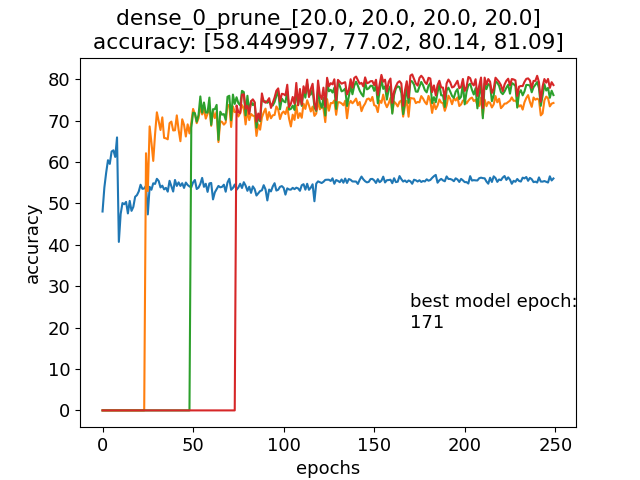 dense_0_prune_[20.0, 20.0, 20.0, 20.0]
accuracy: [58.449997, 77.02, 80.14, 81.09]
80
70
60
50
40
30
20
10
0
accuracy
best model epoch:
171
0 50 100 150 200 250
epochs